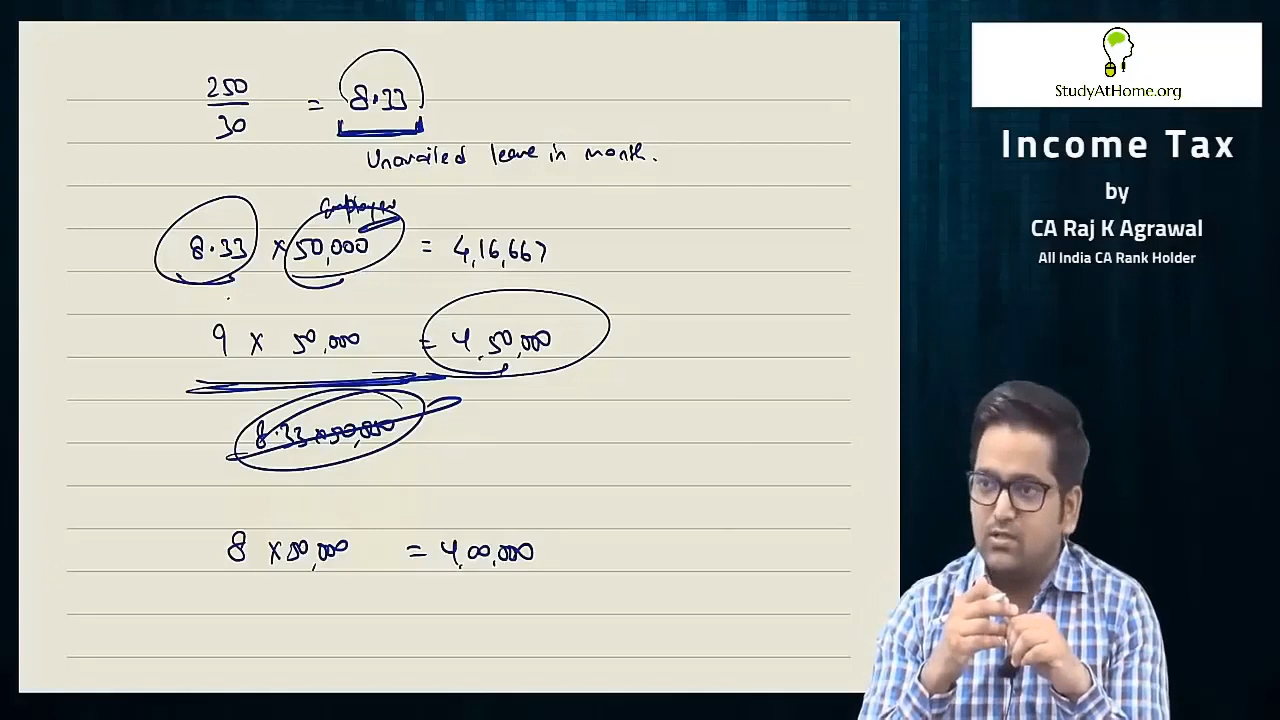 250
30
= 8.33
Unavailed leave in month.
employer
8.33 × 50,000 = 4,16,667
9 × 50,000 = 4,50,000
8.33 × 50,000
8 × 50,000 = 4,00,000
StudyAtHome.org
Income Tax
by
CA Raj K Agrawal
All India CA Rank Holder